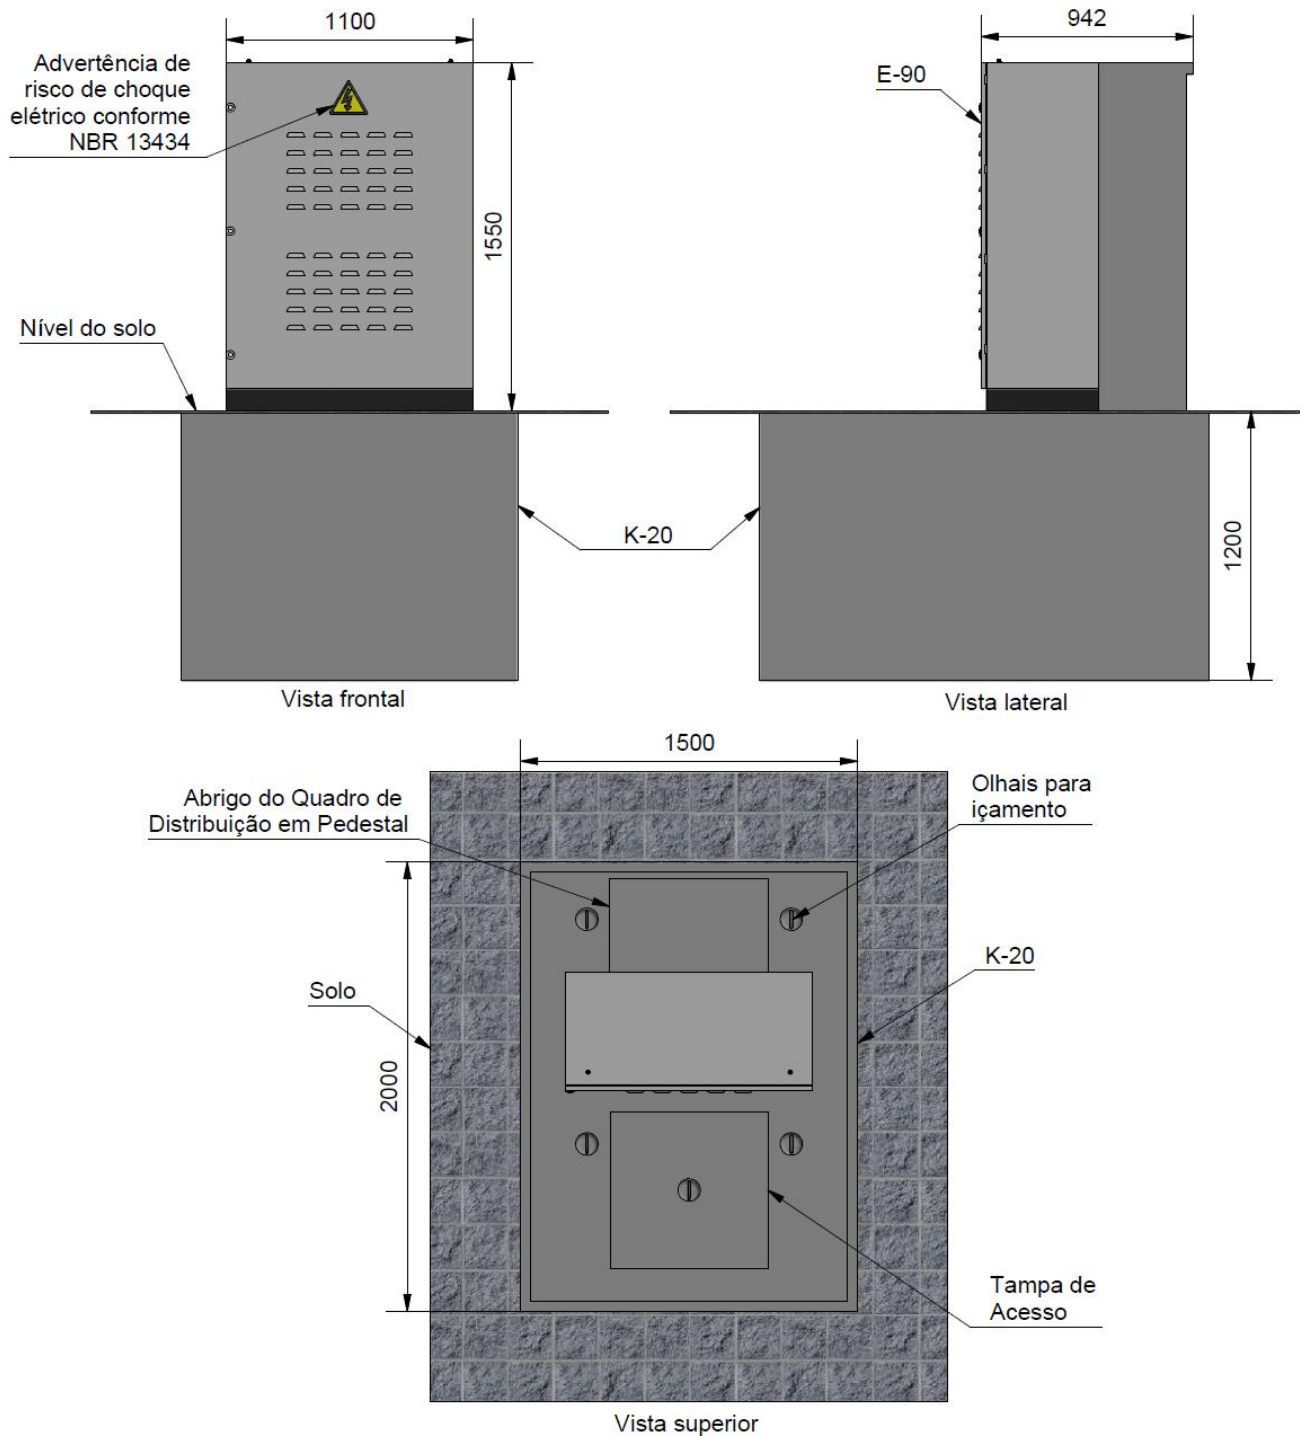 1100
942
Advertência de
risco de choque
elétrico conforme
NBR 13434
E-90
1550
Nível do solo
K-20
1200
Vista frontal
Vista lateral
1500
Abrigo do Quadro de
Distribuição em Pedestal
Olhais para
içamento
K-20
Solo
2000
Tampa de
Acesso
Vista superior